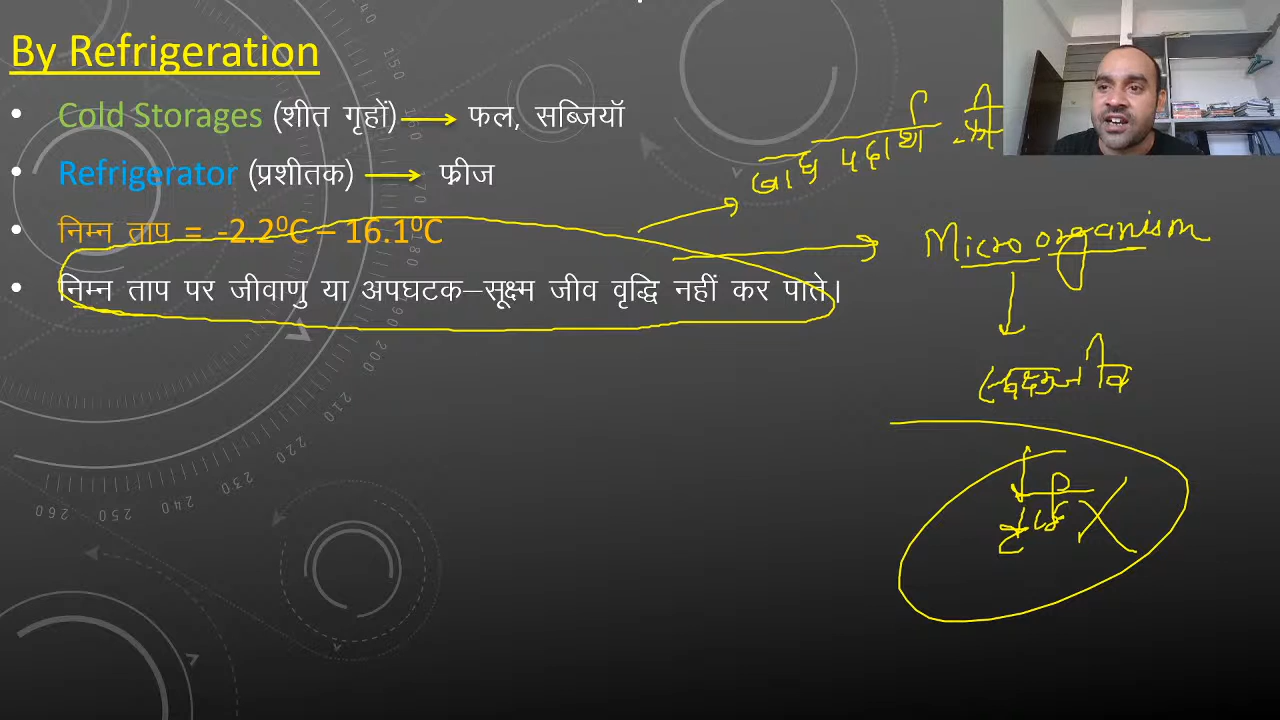 By Refrigeration
• Cold Storages (शीत गृहों) → फल, सब्जियॉ
• Refrigerator (प्रशीतक) → फ्रीज
• निम्न ताप = -2.2⁰C – 16.1⁰C
• निम्न ताप पर जीवाणु या अपघटक–सूक्ष्म जीव वृद्धि नहीं कर पाते।
खाद्य पदार्थों
Micro organism
सूक्ष्म जीव